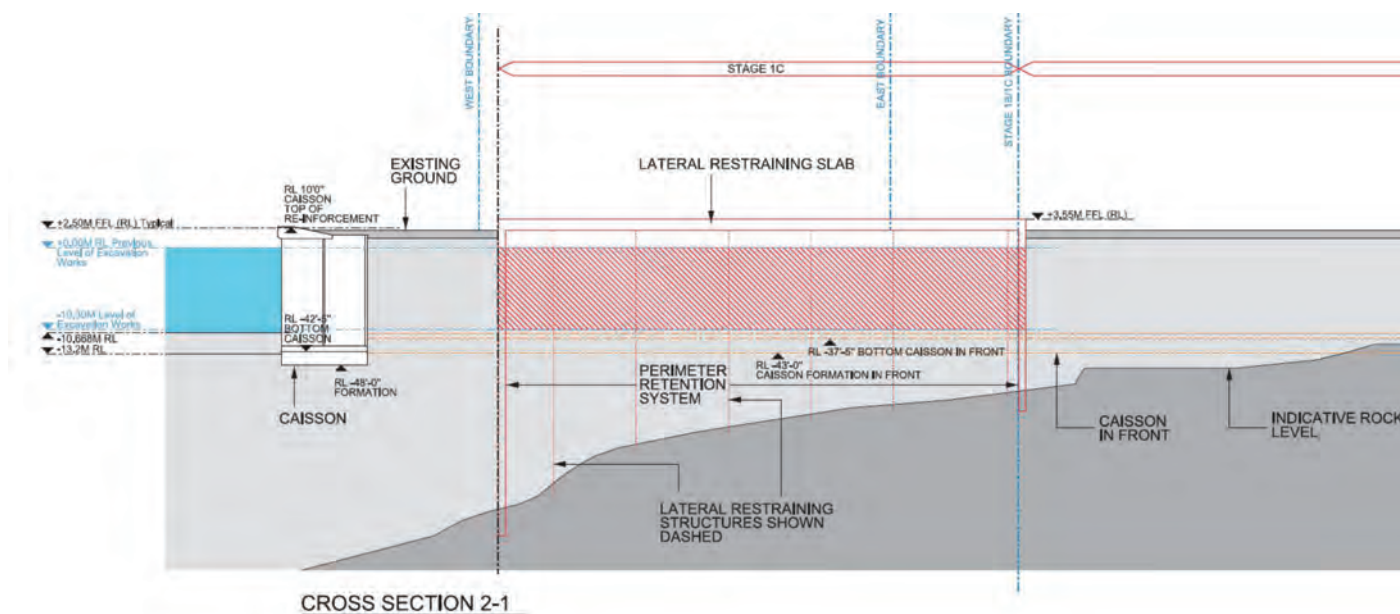 WEST BOUNDARY
EAST BOUNDARY
STAGE 1B/1C BOUNDARY
STAGE 1C
EXISTING
GROUND
LATERAL RESTRAINING SLAB
RL 10'0"
CAISSON
TOP OF
RE-INFORCEMENT
+2,50M FFL (RL) Typical
+3,55M FFL (RL)
+0,00M RL Previous
Level of Excavation
Works
-10,30M Level of
Excavation Works
-10,668M RL
-13,2M RL
RL -42'-5"
BOTTOM
CAISSON
RL -37'-5" BOTTOM CAISSON IN FRONT
RL -43'-0"
CAISSON FORMATION IN FRONT
PERIMETER
RETENTION
SYSTEM
RL -48'-0"
FORMATION
CAISSON
CAISSON
IN FRONT
INDICATIVE ROCK
LEVEL
LATERAL RESTRAINING
STRUCTURES SHOWN
DASHED
CROSS SECTION 2-1